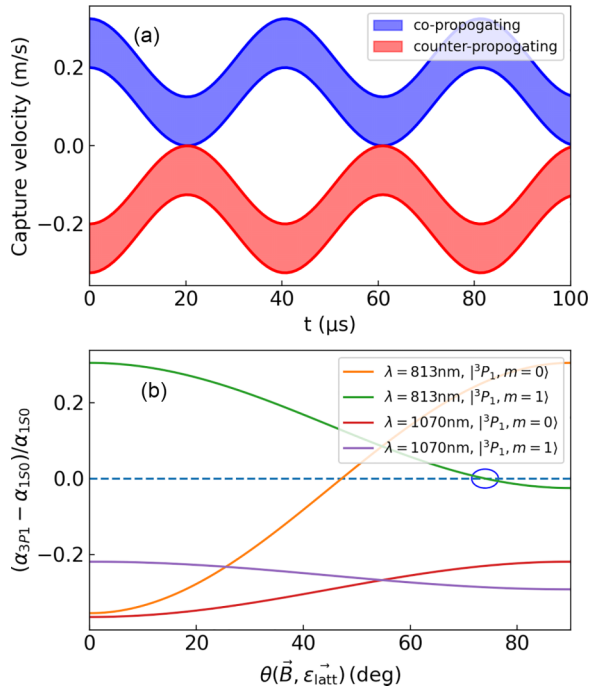 (a)
co-propogating
counter-propogating
Capture velocity (m/s)
0.2
0.0
−0.2
0 20 40 60 80 100
t (μs)
(b)
λ = 813nm, |³P₁, m = 0⟩
λ = 813nm, |³P₁, m = 1⟩
λ = 1070nm, |³P₁, m = 0⟩
λ = 1070nm, |³P₁, m = 1⟩
(α₃P₁ − α₁S₀)/α₁S₀
0.2
0.0
−0.2
0 20 40 60 80
θ(B⃗, ε⃗latt) (deg)